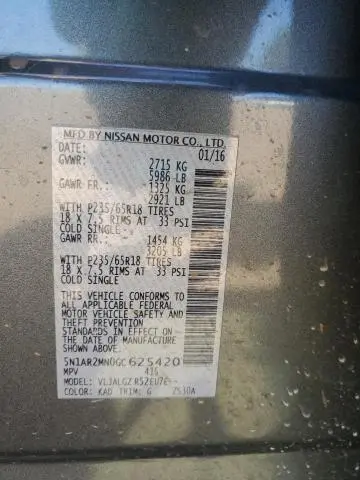 MFD BY NISSAN MOTOR CO., LTD.
DATE: 01/16
GVWR: 2715 KG
5986 LB
GAWR FR: 1325 KG
2921 LB
WITH P235/65R18 TIRES
18 X 7.5 RIMS AT 33 PSI
COLD SINGLE
GAWR RR: 1454 KG
3205 LB
WITH P235/65R18 TIRES
18 X 7.5 RIMS AT 33 PSI
COLD SINGLE
THIS VEHICLE CONFORMS TO
ALL APPLICABLE FEDERAL
MOTOR VEHICLE
SAFETY AND BUMPER
STANDARDS IN EFFECT ON
THE DATE OF MANUFACTURE
SHOWN ABOVE.
5N1AR2MN0GC625420
MPV
MODEL:
COLOR: KAD TRIM: G